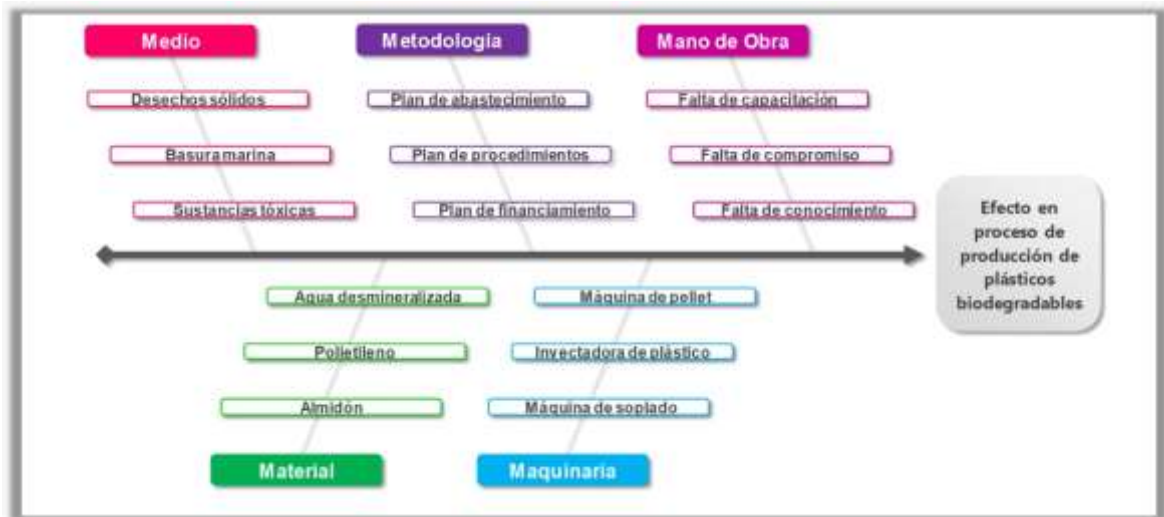 Medio
Metodologia
Mano de Obra
Desechos sólidos
Plan de abastecimiento
Falta de capacitación
Basura marina
Plan de procedimientos
Falta de compromiso
Sustancias tóxicas
Plan de financiamiento
Falta de conocimiento
Efecto en
proceso de
producción de
plásticos
biodegradables
Agua desmineralizada
Máquina de pellet
Polietileno
Inyectadora de plástico
Almidón
Máquina de soplado
Material
Maquinaria